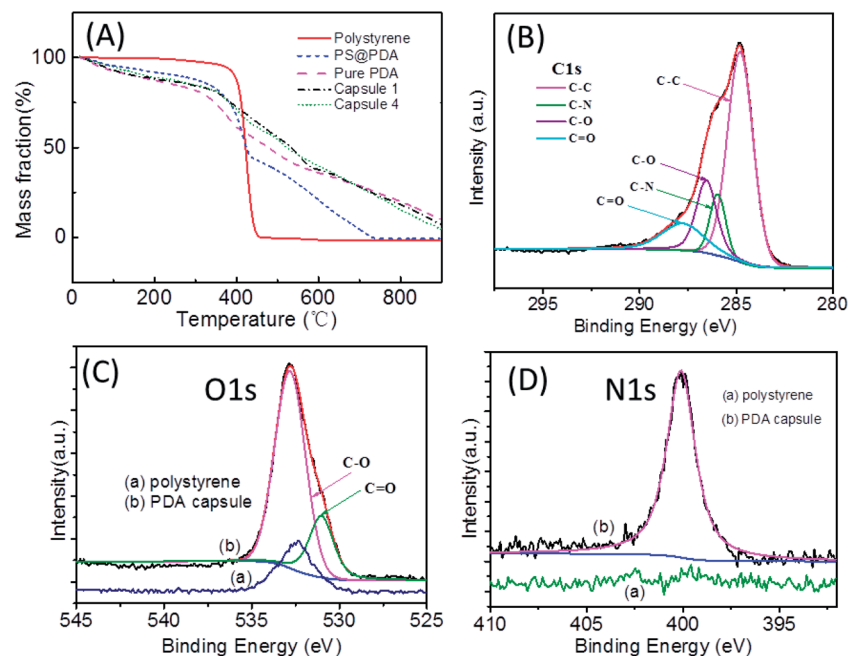 (A)
Polystyrene
PS@PDA
Pure PDA
Capsule 1
Capsule 4
100
50
0
Mass fraction(%)
0 200 400 600 800
Temperature (℃)
(B)
C1s
C-C
C-N
C-O
C=O
C-C
C-O
C-N
C=O
Intensity (a.u.)
295 290 285 280
Binding Energy (eV)
(C)
O1s
(a) polystyrene
(b) PDA capsule
C-O
C=O
(b)
(a)
Intensity(a.u.)
545 540 535 530 525
Binding Energy (eV)
(D)
N1s
(a) polystyrene
(b) PDA capsule
(b)
(a)
Intensity(a.u.)
410 405 400 395
Binding Energy (eV)